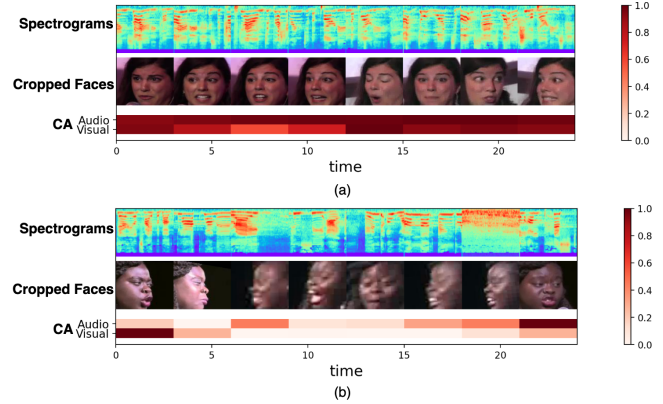 Spectrograms
Cropped Faces
CA Audio
Visual
0 5 10 15 20
time
1.0
0.8
0.6
0.4
0.2
0.0
(a)
Spectrograms
Cropped Faces
CA Audio
Visual
0 5 10 15 20
time
1.0
0.8
0.6
0.4
0.2
0.0
(b)